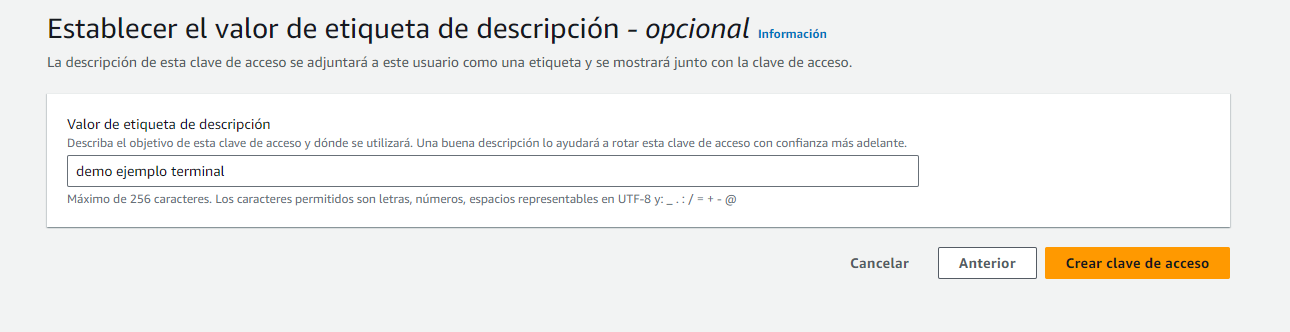 Establecer el valor de etiqueta de descripción - opcional Información
La descripción de esta clave de acceso se adjuntará a este usuario como una etiqueta y se mostrará junto con la clave de acceso.
Valor de etiqueta de descripción
Describa el objetivo de esta clave de acceso y dónde se utilizará. Una buena descripción lo ayudará a rotar esta clave de acceso con confianza más adelante.
demo ejemplo terminal
Máximo de 256 caracteres. Los caracteres permitidos son letras, números, espacios representables en UTF-8 y: _ . : / = + - @
Cancelar Anterior Crear clave de acceso